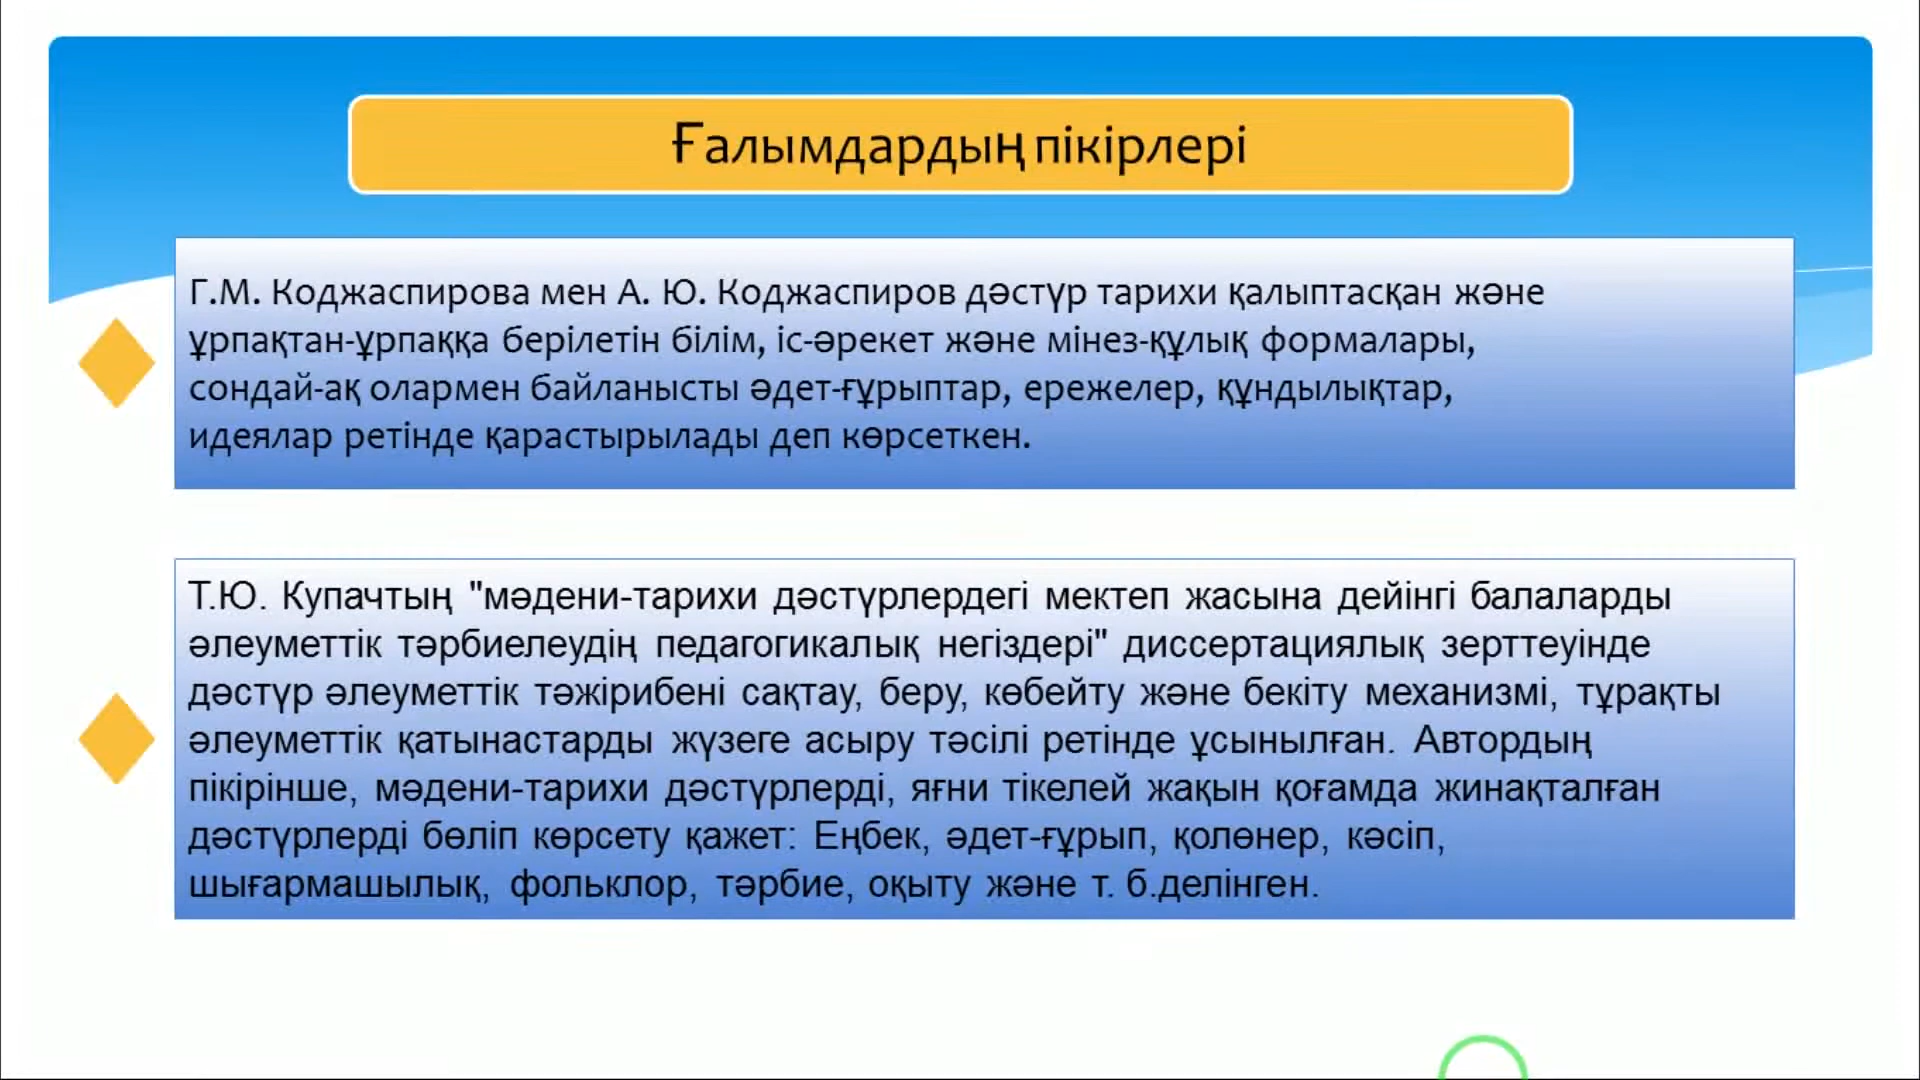 Ғалымдардың пікірлері
Г.М. Коджаспирова мен А. Ю. Коджаспиров дәстүр тарихи қалыптасқан және
ұрпақтан-ұрпаққа берілетін білім, іс-әрекет және мінез-құлық формалары,
сондай-ақ олармен байланысты әдет-ғұрыптар, ережелер, құндылықтар,
идеялар ретінде қарастырылады деп көрсеткен.
Т.Ю. Купачтың "мәдени-тарихи дәстүрлердегі мектеп жасына дейінгі балаларды
әлеуметтік тәрбиелеудің педагогикалық негіздері" диссертациялық зерттеуінде
дәстүр әлеуметтік тәжірибені сақтау, беру, көбейту және бекіту механизмі, тұрақты
әлеуметтік қатынастарды жүзеге асыру тәсілі ретінде ұсынылған. Автордың
пікірінше, мәдени-тарихи дәстүрлерді, яғни тікелей жақын қоғамда жинақталған
дәстүрлерді бөліп көрсету қажет: Еңбек, әдет-ғұрып, қолөнер, кәсіп,
шығармашылық, фольклор, тәрбие, оқыту және т. б.делінген.